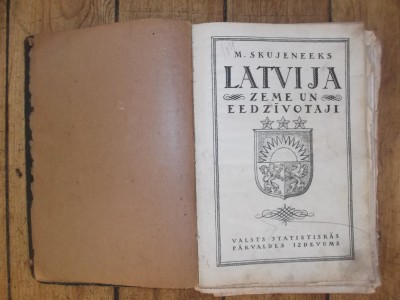 M. SKUJENEEKS
LATVIJA
ZEME UN
EEDZĪVOTAJI
VALSTS STATISTISKĀS
PĀRVALDES IZDEVUMS